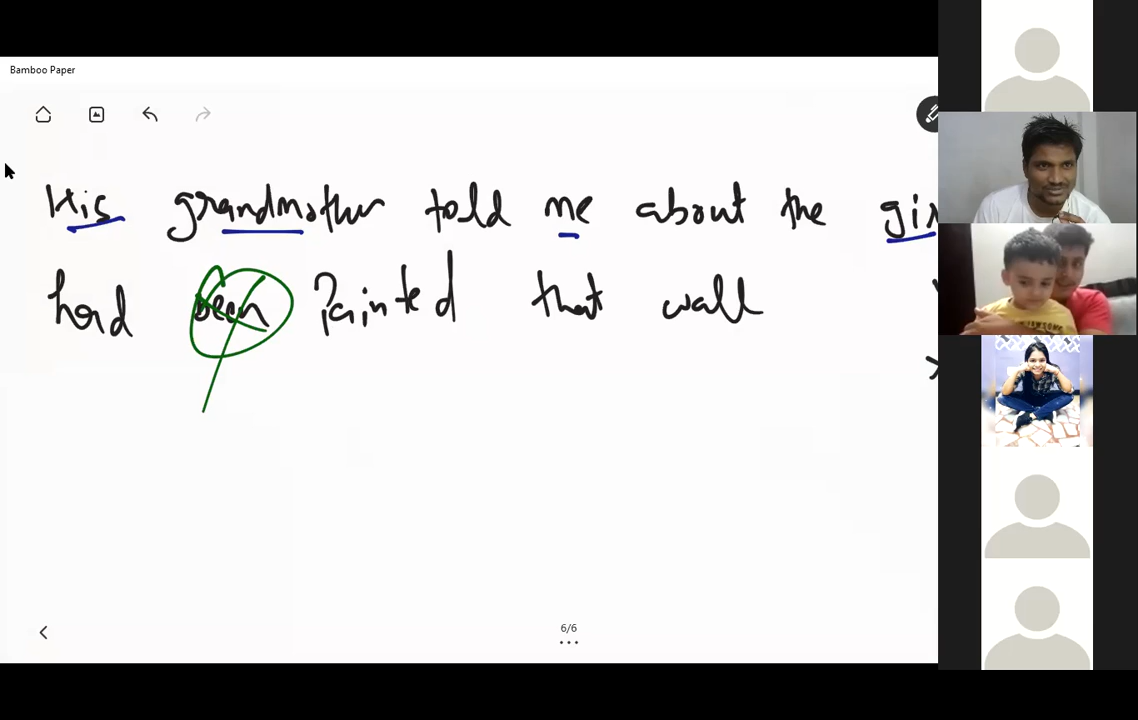 Bamboo Paper
His grandmother told me about the
had been Painted that wall
6/6